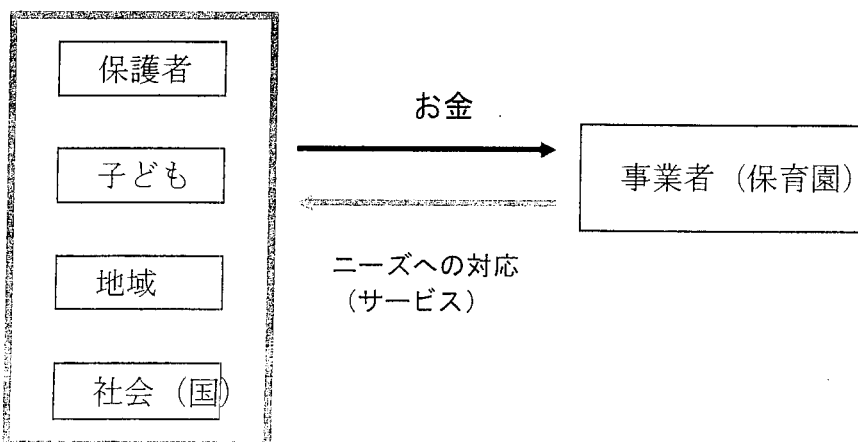 保護者
子ども
地域
社会（国）
お金
ニーズへの対応
（サービス）
事業者（保育園）